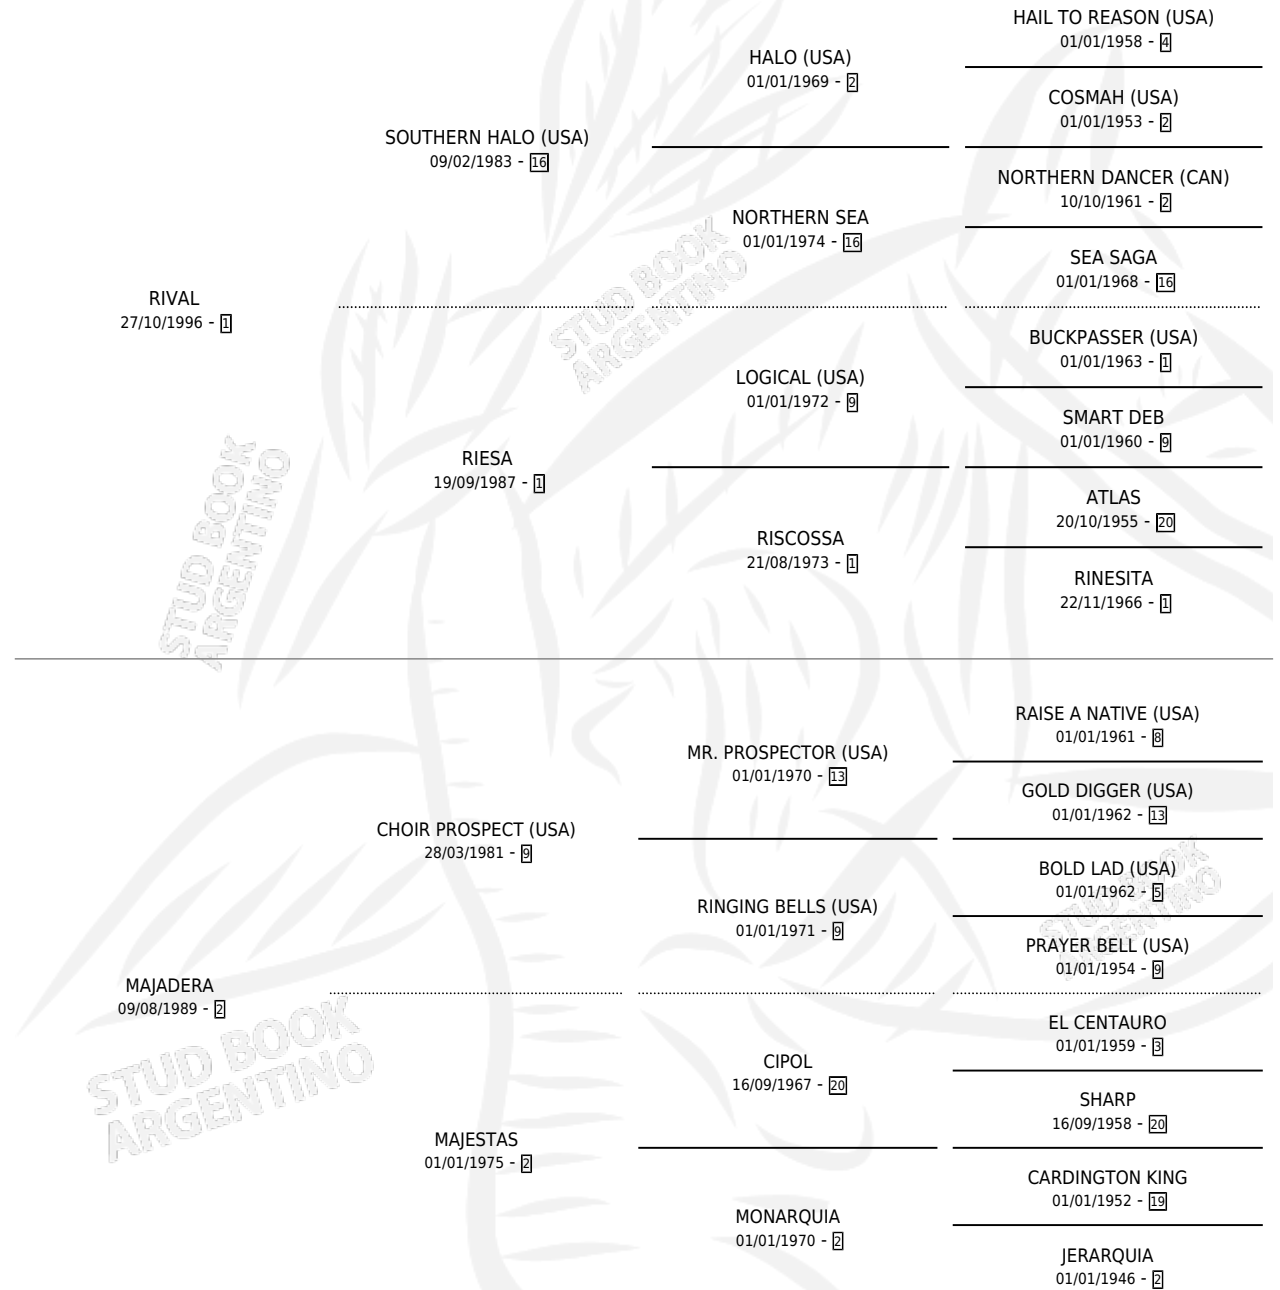 HAIL TO REASON (USA)
01/01/1958 - 4
HALO (USA)
01/01/1969 - 2
COSMAH (USA)
01/01/1953 - 2
SOUTHERN HALO (USA)
09/02/1983 - 16
NORTHERN DANCER (CAN)
10/10/1961 - 2
NORTHERN SEA
01/01/1974 - 16
SEA SAGA
01/01/1968 - 16
RIVAL
27/10/1996 - 1
BUCKPASSER (USA)
01/01/1963 - 1
LOGICAL (USA)
01/01/1972 - 9
SMART DEB
01/01/1960 - 9
RIESA
19/09/1987 - 1
ATLAS
20/10/1955 - 20
RISCOSSA
21/08/1973 - 1
RINESITA
22/11/1966 - 1
STUD BOOK
ARGENTINO
STUD BOOK
ARGENTINO
RAISE A NATIVE (USA)
01/01/1961 - 8
MR. PROSPECTOR (USA)
01/01/1970 - 13
GOLD DIGGER (USA)
01/01/1962 - 13
CHOIR PROSPECT (USA)
28/03/1981 - 9
BOLD LAD (USA)
01/01/1962 - 5
RINGING BELLS (USA)
01/01/1971 - 9
PRAYER BELL (USA)
01/01/1954 - 9
STUD BOOK
ARGENTINO
MAJADERA
09/08/1989 - 2
EL CENTAURO
01/01/1959 - 3
CIPOL
16/09/1967 - 20
SHARP
16/09/1958 - 20
MAJESTAS
01/01/1975 - 2
CARDINGTON KING
01/01/1952 - 19
MONARQUIA
01/01/1970 - 2
JERARQUIA
01/01/1946 - 2
STUD BOOK
ARGENTINO